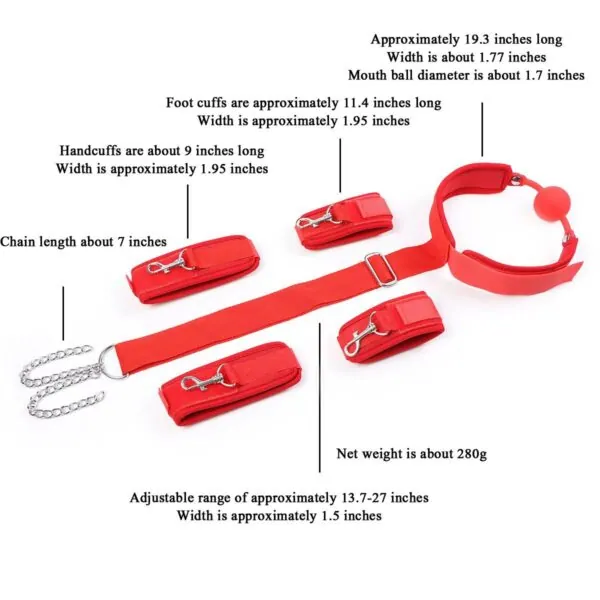 Approximately 19.3 inches long
Width is about 1.77 inches
Mouth ball diameter is about 1.7 inches
Foot cuffs are approximately 11.4 inches long
Width is approximately 1.95 inches
Handcuffs are about 9 inches long
Width is approximately 1.95 inches
Chain length about 7 inches
Net weight is about 280g
Adjustable range of approximately 13.7-27 inches
Width is approximately 1.5 inches